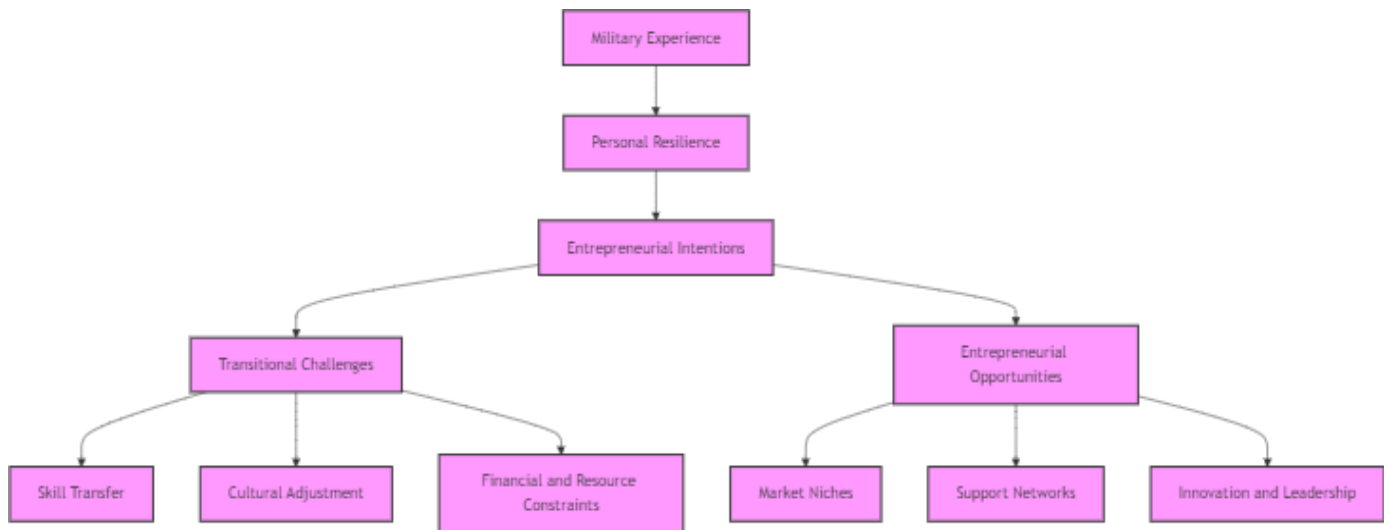 Military Experience
Personal Resilience
Entrepreneurial Intentions
Transitional Challenges
Entrepreneurial
Opportunities
Skill Transfer
Cultural Adjustment
Financial and Resource
Constraints
Market Niches
Support Networks
Innovation and Leadership